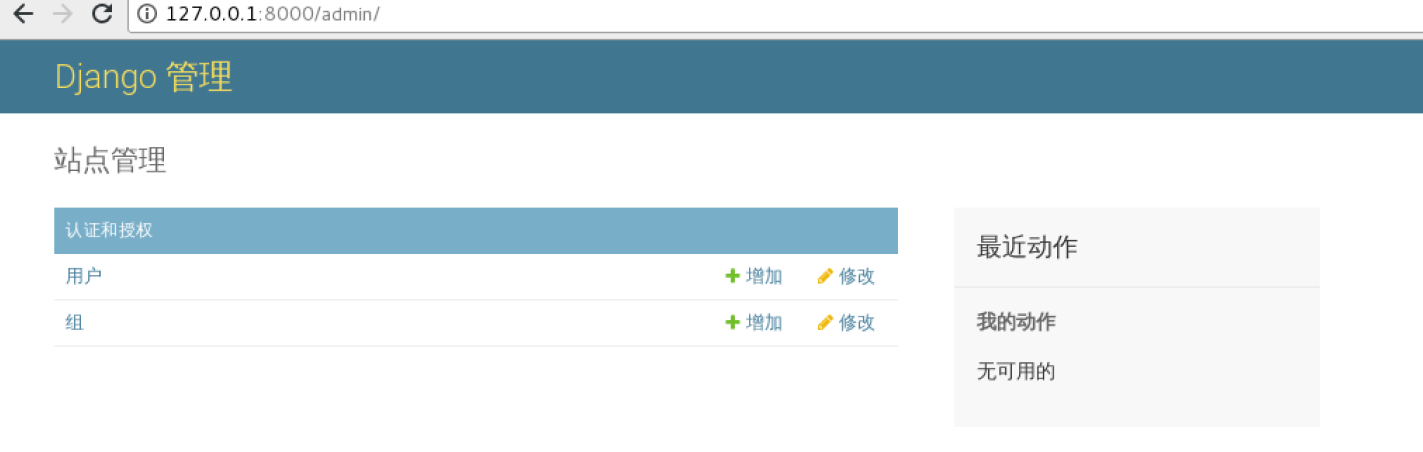 127.0.0.1:8000/admin/
Django 管理
站点管理
认证和授权
用户 增加 修改
组 增加 修改
最近动作
我的动作
无可用的